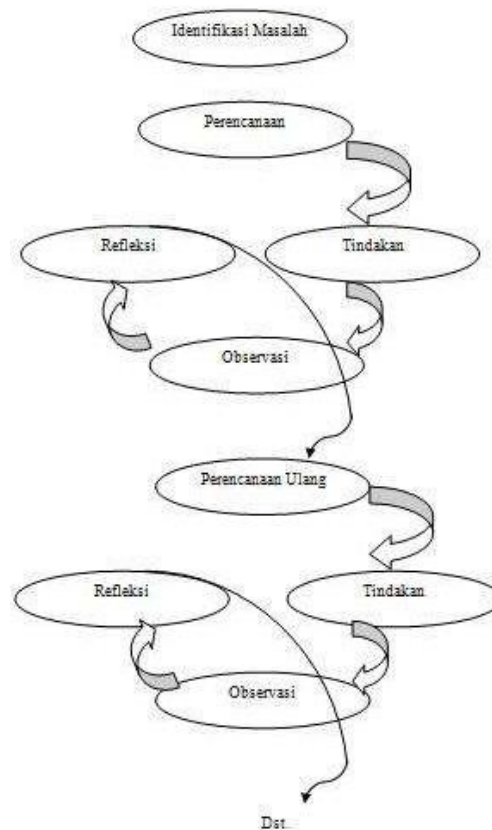 Identifikasi Masalah
Perencanaan
Refleksi
Tindakan
Observasi
Perencanaan Ulang
Refleksi
Tindakan
Observasi
Dst.